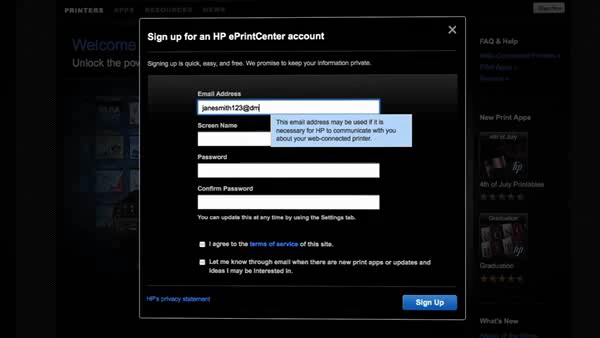 PRINTERS APPS RESOURCES NEWS
Welcome
Unlock the pow
Sign up for an HP ePrintCenter account
Signing up is quick, easy, and free. We promise to keep your information private.
Email Address
janesmith123@dm
This email address may be used if it is
necessary for HP to communicate with you
about your web-connected printer.
Screen Name
Password
Confirm Password
You can update this at any time by using the Settings tab.
I agree to the terms of service of this site.
Let me know through email when there are new print apps or updates and
ideas I may be interested in.
HP's privacy statement
Sign Up
FAQ & Help
Print Apps
New Print Apps
4th of July
hp
4th of July Printables
Graduation
hp
Graduation
What's New